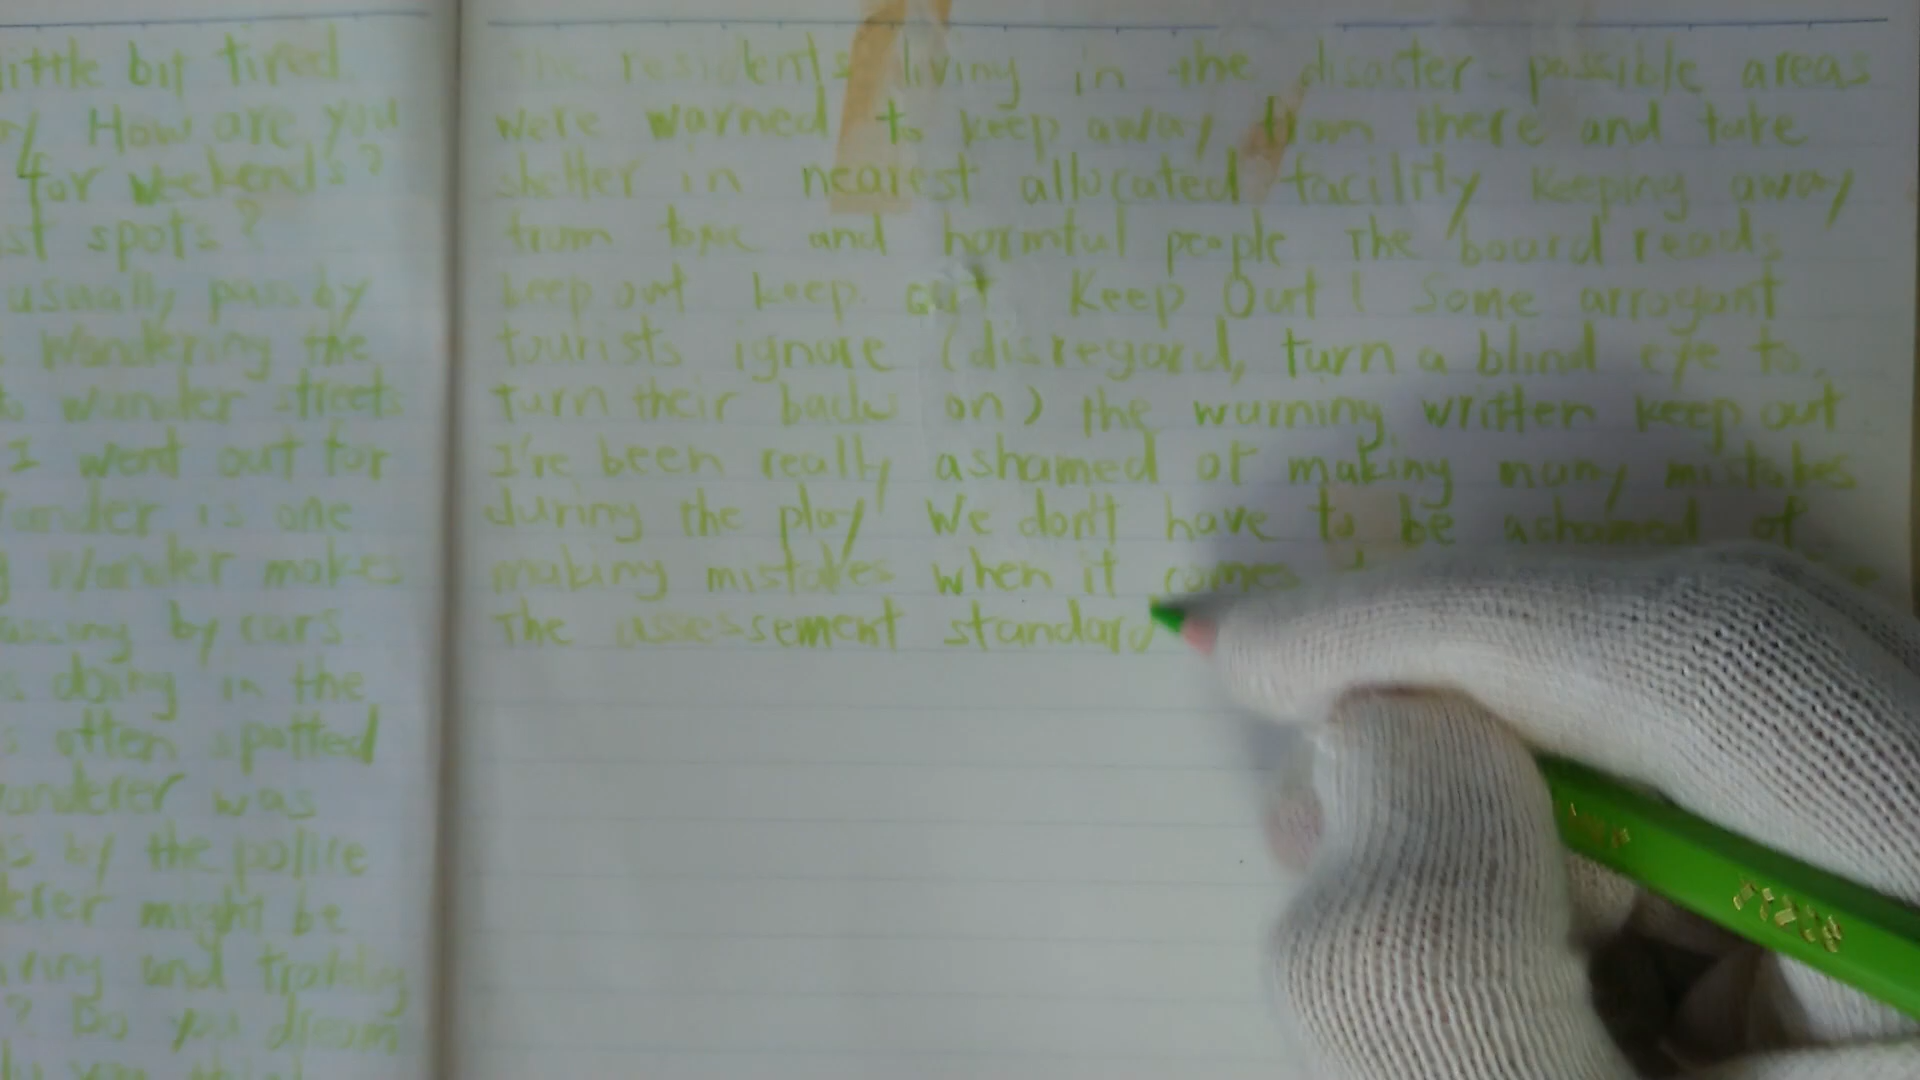 little bit tired
How are you
for weekends?
st spots?
usually pass by
Wandering the
wander streets
I went out for
wander is one
Wander makes
passing by cars
doing in the
often spotted
wanderer was
by the police
might be
and traveling
? Do you dream
The residents living in the disaster-possible areas
were warned to keep away from there and take
shelter in nearest allocated facility keeping away
from toxic and harmful people The board reads
keep out keep out Keep Out! Some arrogant
tourists ignore (disregard, turn a blind eye to,
turn their backs on) the warning written keep out.
I've been really ashamed of making many mistakes
during the play We don't have to be ashamed of
making mistakes when it comes
The assessment standard